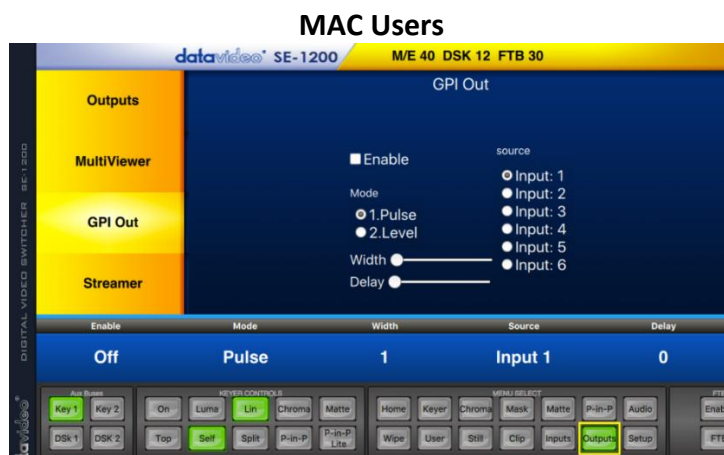 MAC Users
datavideo SE-1200
M/E 40 DSK 12 FTB 30
Outputs
MultiViewer
GPI Out
Streamer
DIGITAL VIDEO SWITCHER SE-1200
GPI Out
Enable
Mode
1.Pulse
2.Level
Width
Delay
source
Input: 1
Input: 2
Input: 3
Input: 4
Input: 5
Input: 6
Enable Mode Width Source Delay
Off Pulse 1 Input 1 0
Aux Buses
Key 1 Key 2
DSk 1 DSK 2
KEYER CONTROLS
On Luma Lin Chroma Matte
Top Self Split P-in-P P-in-P Lite
MENU SELECT
Home Keyer Chroma Mask Matte P-in-P Audio
Wipe User Still Clip Inputs Outputs Setup